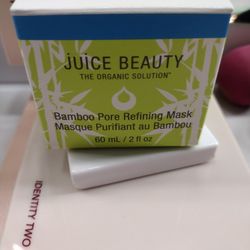 JUICE BEAUTY
THE ORGANIC SOLUTION™
Bamboo Pore Refining Mask
Masque Purifiant au Bambou
60 mL / 2 fl oz
IDENTITY TWO